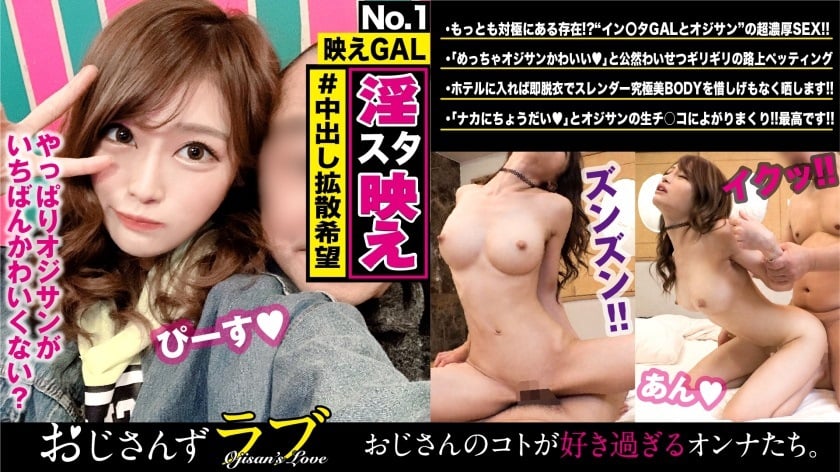 No.1
映えGAL
淫スタ映え
#中出し拡散希望
やっぱりオジサンが
いちばんかわいくない?
ぴーす♥
おじさんずラブ
Ojisan's Love
・もっとも対極にある存在!?“イン〇タGALとオジサン”の超濃厚SEX!!
・「めっちゃオジサンかわいい♥」と公然わいせつギリギリの路上ペッティング
・ホテルに入れば即脱衣でスレンダー究極美BODYを惜しげもなく晒します!!
・「ナカにちょうだい♥」とオジサンの生チ〇コによがりまくり!!最高です!!
ズンズン!!
イクッ!!
あん♥
おじさんのコトが好き過ぎるオンナたち。